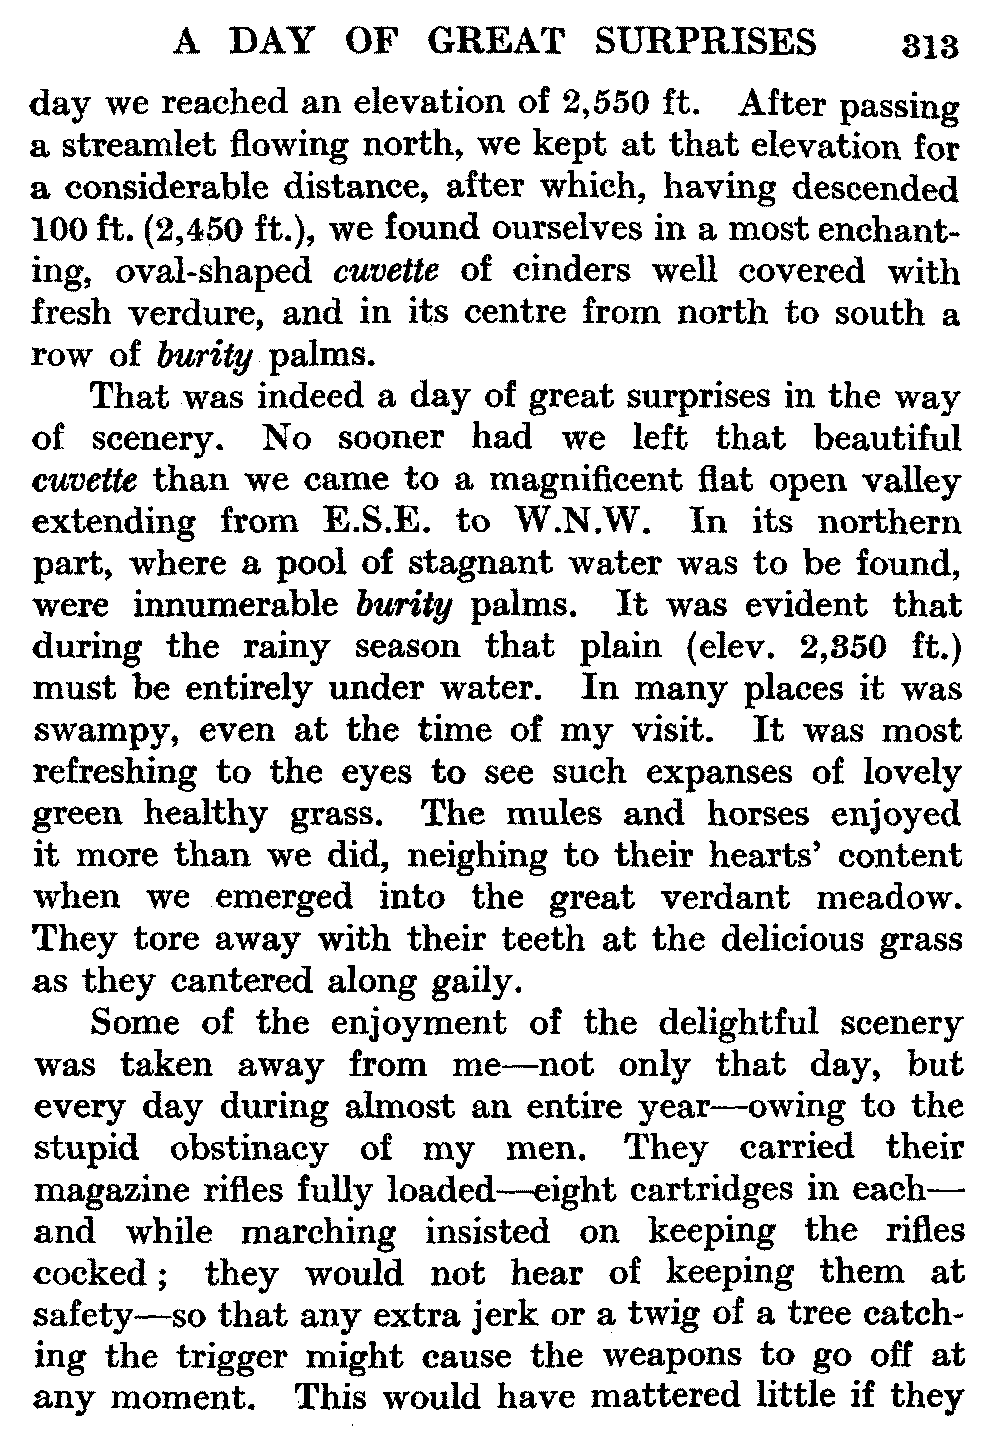 A DAY OF GREAT SURPRISES 313
day we reached an elevation of 2,550 ft. After passing
a streamlet flowing north, we kept at that elevation for
a considerable distance, after which, having descended
100 ft. (2,450 ft.), we found ourselves in a most enchant-
ing, oval-shaped cuvette of cinders well covered with
fresh verdure, and in its centre from north to south a
row of burity palms.
That was indeed a day of great surprises in the way
of scenery. No sooner had we left that beautiful
cuvette than we came to a magnificent flat open valley
extending from E.S.E. to W.N.W. In its northern
part, where a pool of stagnant water was to be found,
were innumerable burity palms. It was evident that
during the rainy season that plain (elev. 2,350 ft.)
must be entirely under water. In many places it was
swampy, even at the time of my visit. It was most
refreshing to the eyes to see such expanses of lovely
green healthy grass. The mules and horses enjoyed
it more than we did, neighing to their hearts' content
when we emerged into the great verdant meadow.
They tore away with their teeth at the delicious grass
as they cantered along gaily.
Some of the enjoyment of the delightful scenery
was taken away from me—not only that day, but
every day during almost an entire year—owing to the
stupid obstinacy of my men. They carried their
magazine rifles fully loaded—eight cartridges in each—
and while marching insisted on keeping the rifles
cocked ; they would not hear of keeping them at
safety—so that any extra jerk or a twig of a tree catch-
ing the trigger might cause the weapons to go off at
any moment. This would have mattered little if they